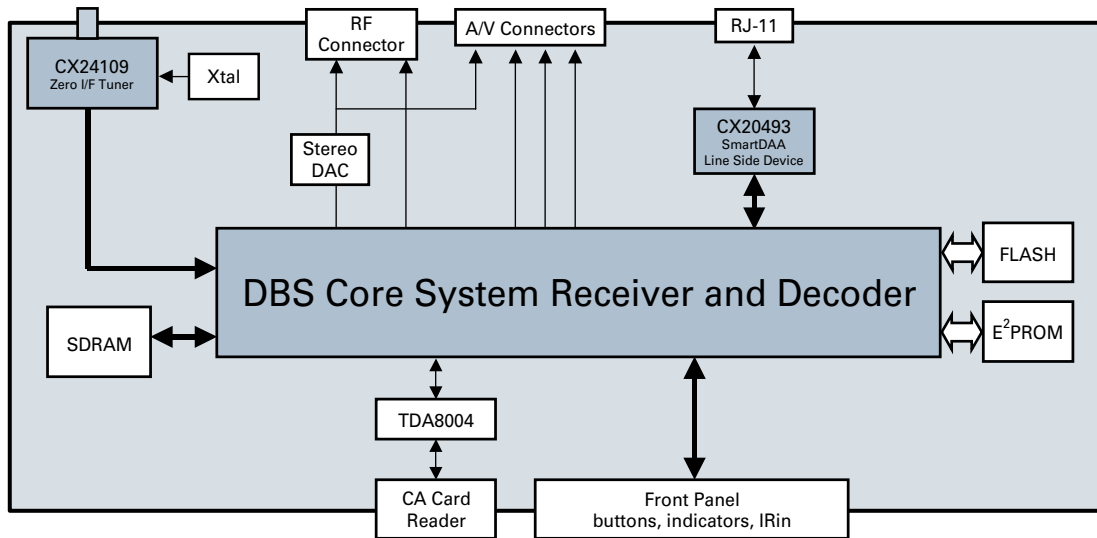 RF
Connector
A/V Connectors
RJ-11
CX24109
Zero I/F Tuner
Xtal
CX20493
SmartDAA
Line Side Device
Stereo
DAC
DBS Core System Receiver and Decoder
FLASH
SDRAM
E²PROM
TDA8004
CA Card
Reader
Front Panel
buttons, indicators, IRin